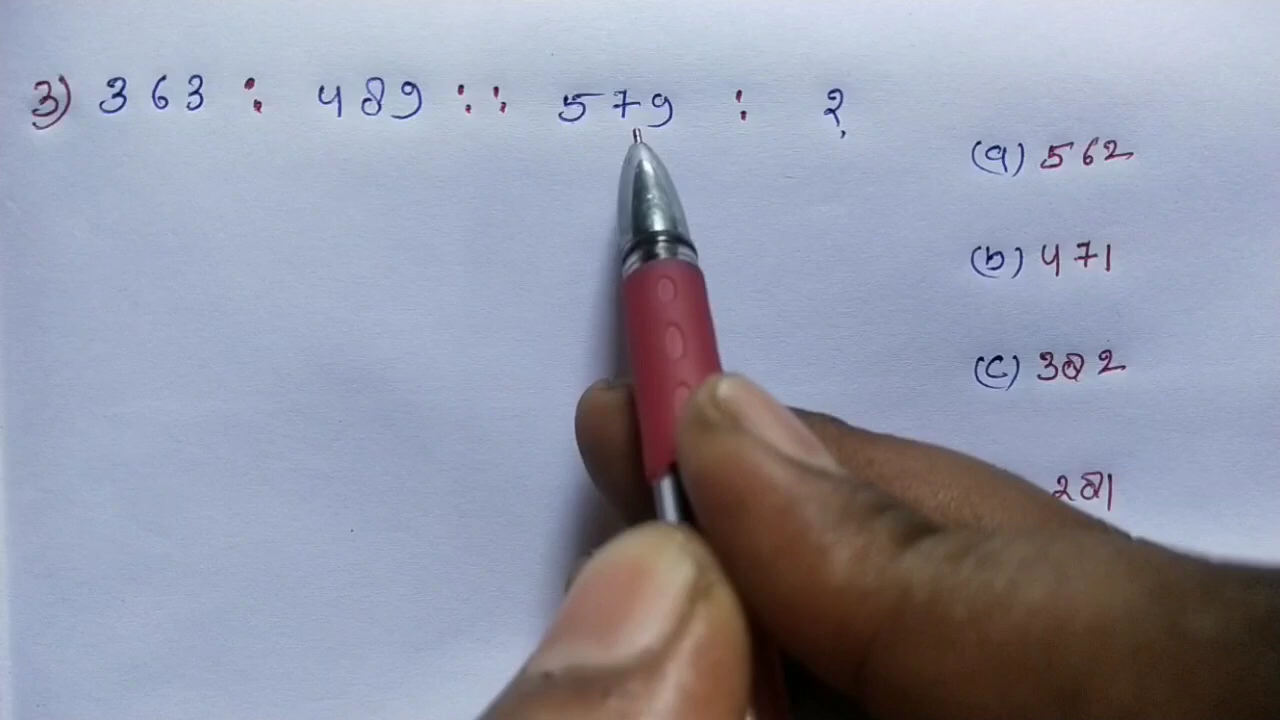 3) 363 : 489 :: 579 : ?
(a) 562
(b) 471
(c) 382
281